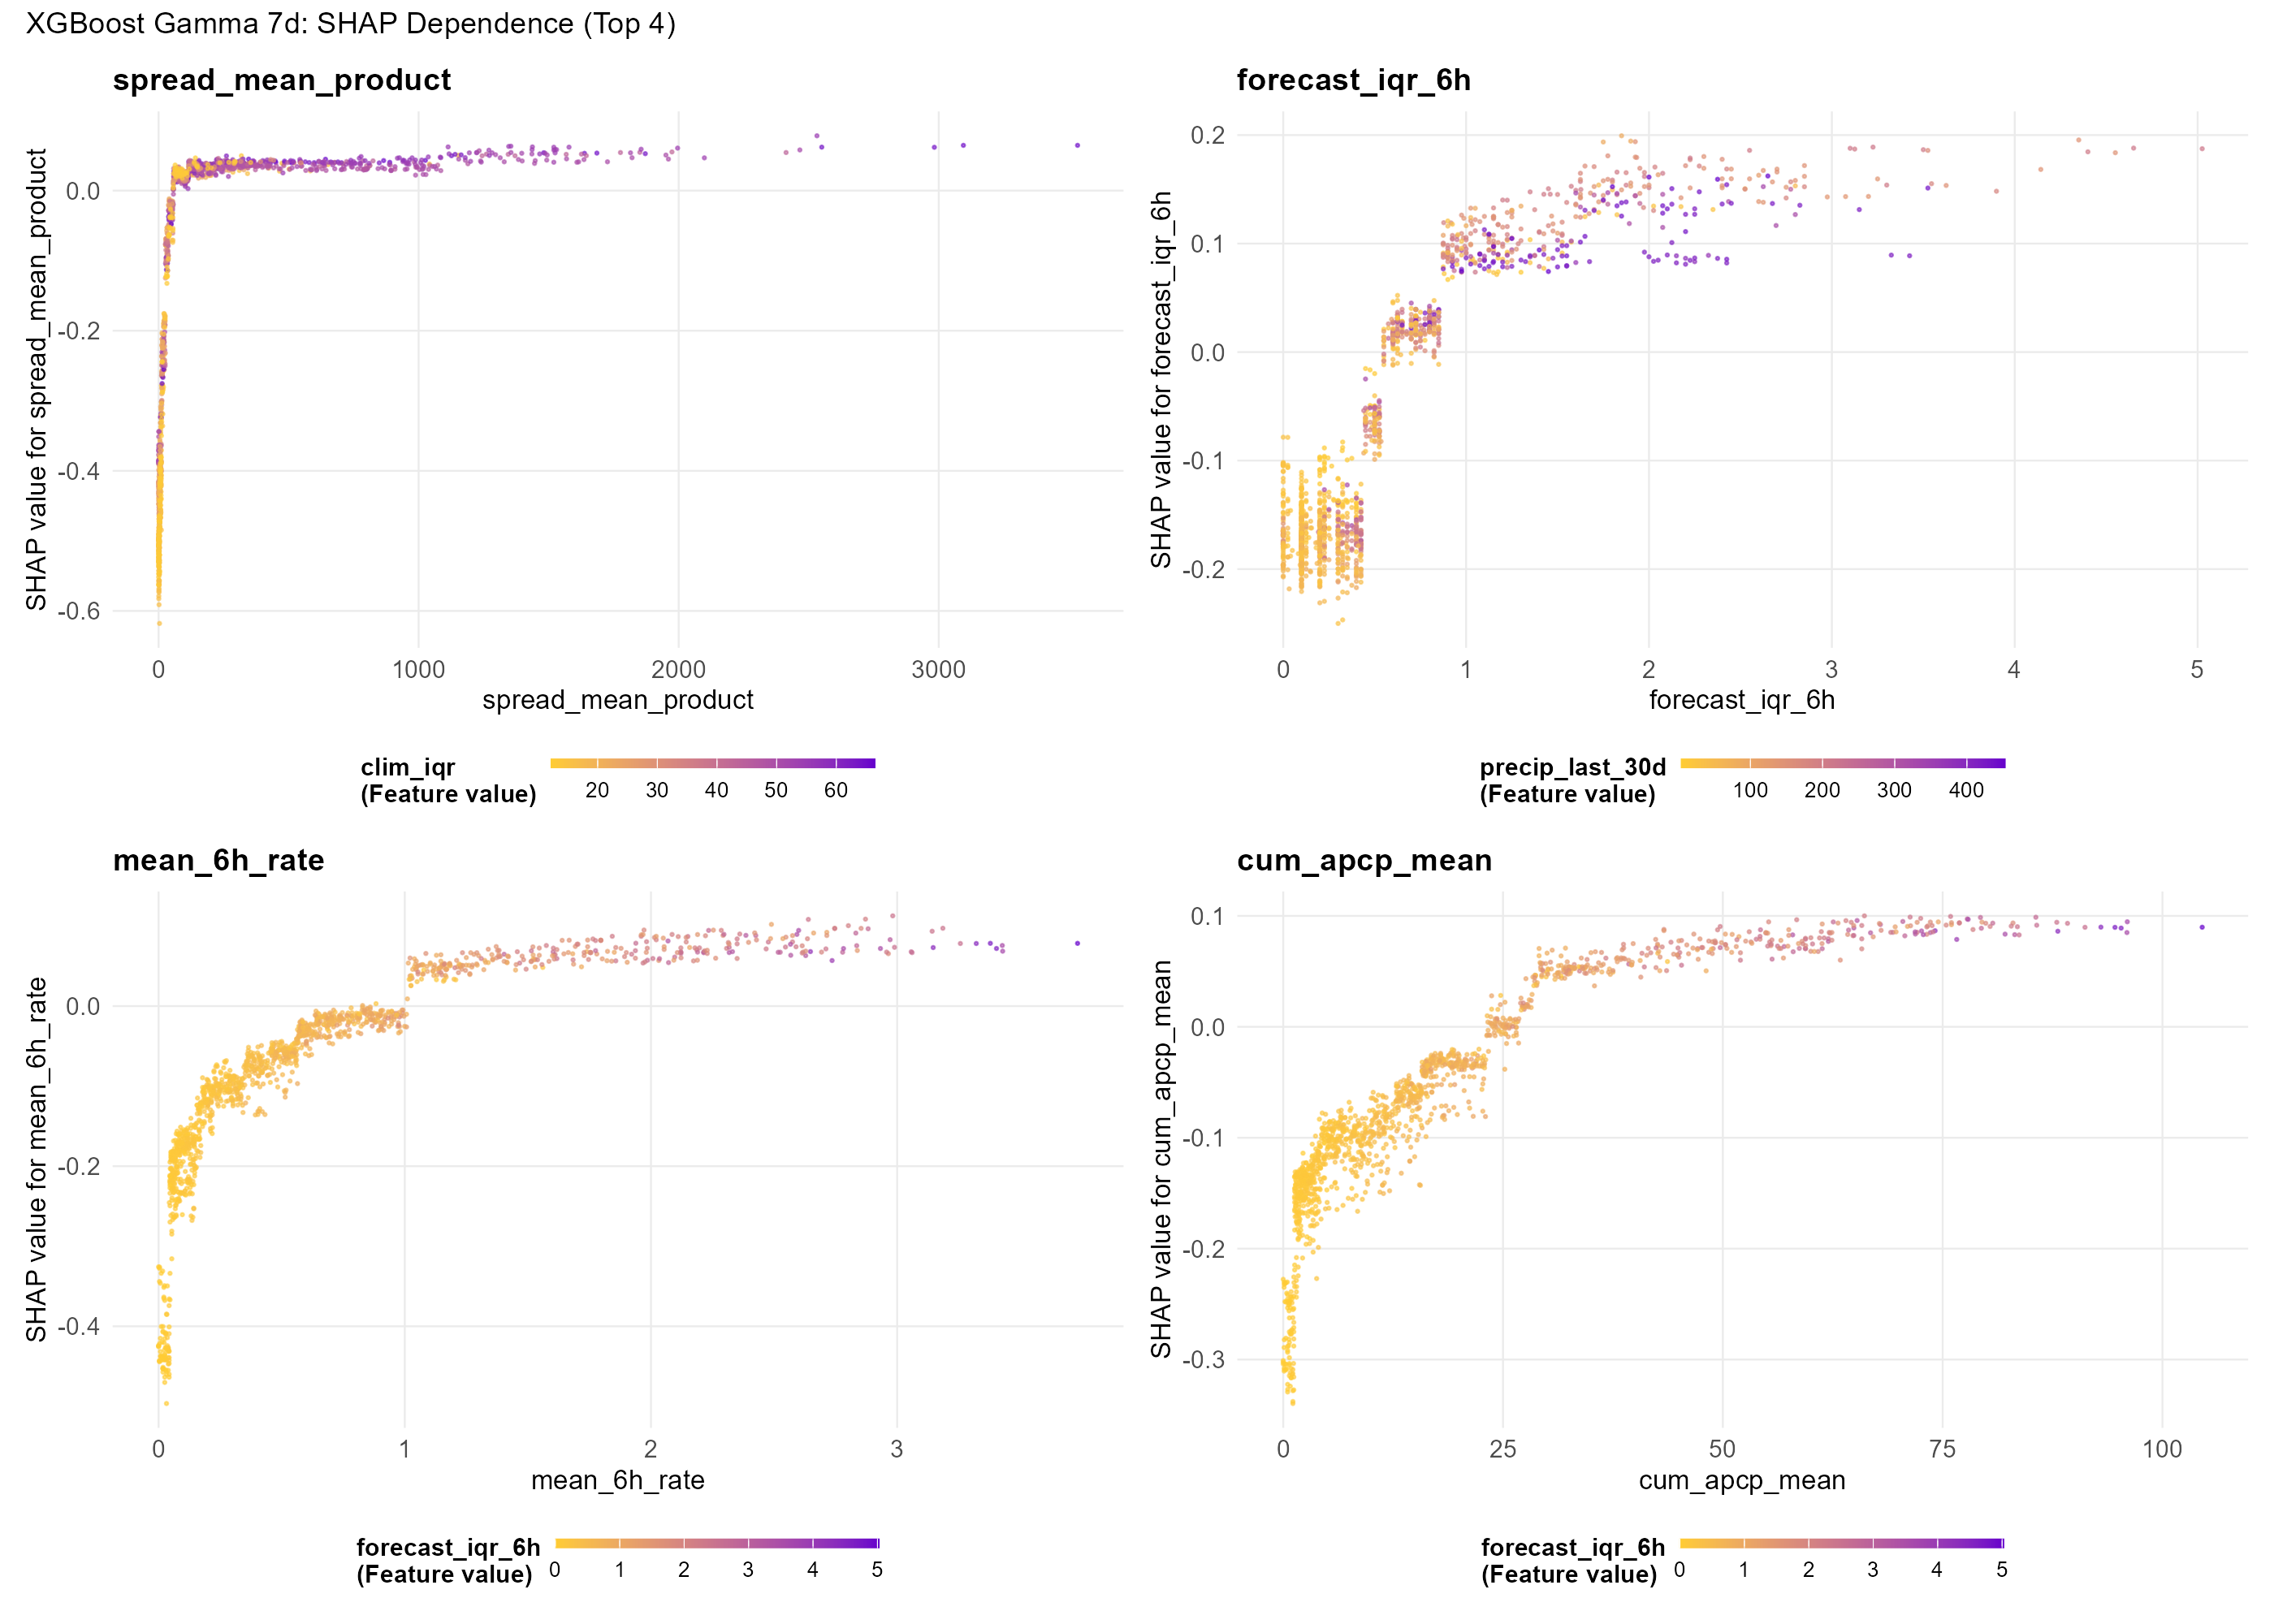 XGBoost Gamma 7d: SHAP Dependence (Top 4)
spread_mean_product
SHAP value for spread_mean_product
0.0
-0.2
-0.4
-0.6
0 1000 2000 3000
spread_mean_product
clim_iqr
(Feature value)
20 30 40 50 60
forecast_iqr_6h
SHAP value for forecast_iqr_6h
0.2
0.1
0.0
-0.1
-0.2
0 1 2 3 4 5
forecast_iqr_6h
precip_last_30d
(Feature value)
100 200 300 400
mean_6h_rate
SHAP value for mean_6h_rate
0.0
-0.2
-0.4
0 1 2 3
mean_6h_rate
forecast_iqr_6h
(Feature value)
0 1 2 3 4 5
cum_apcp_mean
SHAP value for cum_apcp_mean
0.1
0.0
-0.1
-0.2
-0.3
0 25 50 75 100
cum_apcp_mean
forecast_iqr_6h
(Feature value)
0 1 2 3 4 5